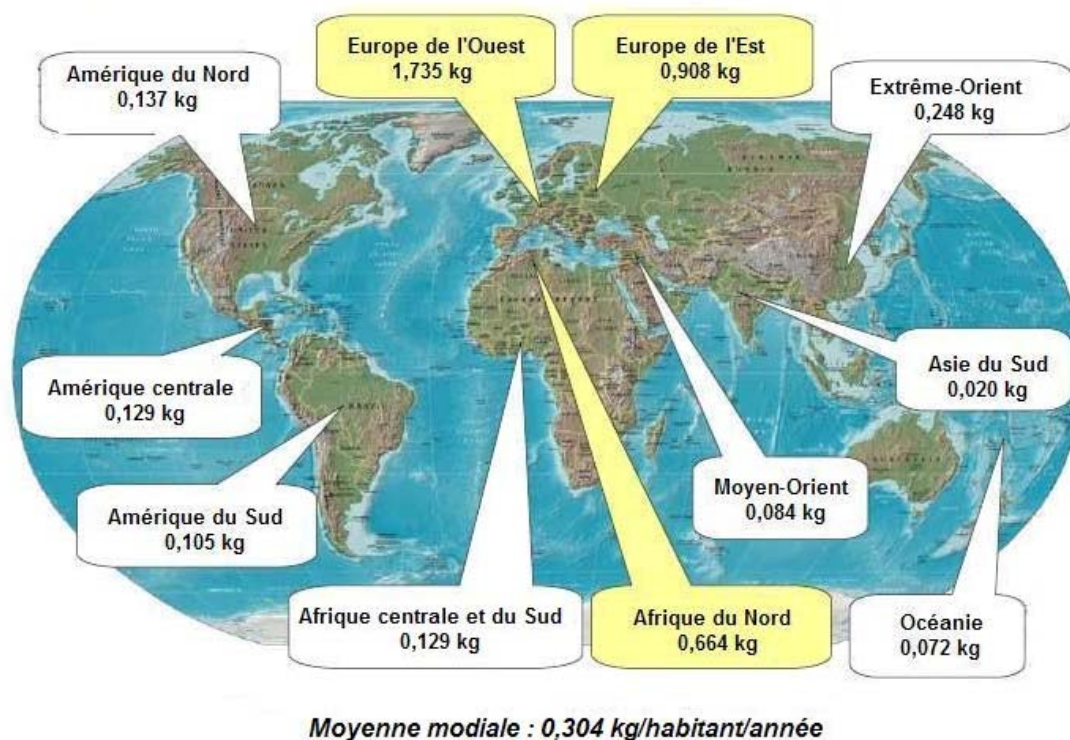 Europe de l'Ouest
1,735 kg
Europe de l'Est
0,908 kg
Amérique du Nord
0,137 kg
Extrême-Orient
0,248 kg
Amérique centrale
0,129 kg
Asie du Sud
0,020 kg
Amérique du Sud
0,105 kg
Moyen-Orient
0,084 kg
Afrique centrale et du Sud
0,129 kg
Afrique du Nord
0,664 kg
Océanie
0,072 kg
Moyenne modiale : 0,304 kg/habitant/année